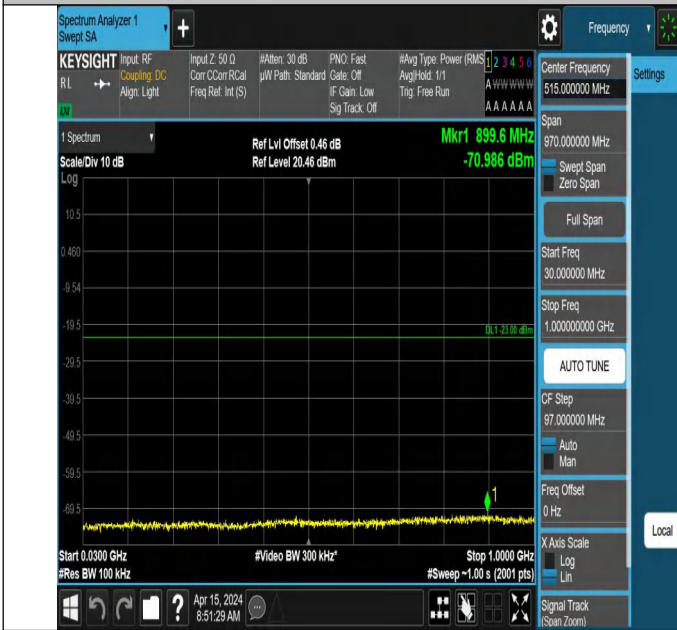 Spectrum Analyzer 1
Swept SA
+
Frequency
KEYSIGHT
RL
Input: RF
Coupling: DC
Align: Light
Input Z: 50 Ω
Corr CCorr RCal
Freq Ref: Int (S)
#Atten: 30 dB
µW Path: Standard
PNO: Fast
Gate: Off
IF Gain: Low
Sig Track: Off
#Avg Type: Power (RMS
Avg|Hold: 1/1
Trig: Free Run
1 2 3 4 5 6
A W W W W W
A A A A A A
1 Spectrum
Scale/Div 10 dB
Log
Ref Lvl Offset 0.46 dB
Ref Level 20.46 dBm
Mkr1 899.6 MHz
-70.986 dBm
10.5
0.460
-9.54
-19.5
DL1 -23.00 dBm
-29.5
-39.5
-49.5
-59.5
-69.5
1
Start 0.0300 GHz
#Res BW 100 kHz
#Video BW 300 kHz*
Stop 1.0000 GHz
#Sweep ~1.00 s (2001 pts)
?
Apr 15, 2024
8:51:29 AM
Center Frequency
515.000000 MHz
Settings
Span
970.000000 MHz
Swept Span
Zero Span
Full Span
Start Freq
30.000000 MHz
Stop Freq
1.000000000 GHz
AUTO TUNE
CF Step
97.000000 MHz
Auto
Man
Freq Offset
0 Hz
Local
X Axis Scale
Log
Lin
Signal Track
(Span Zoom)